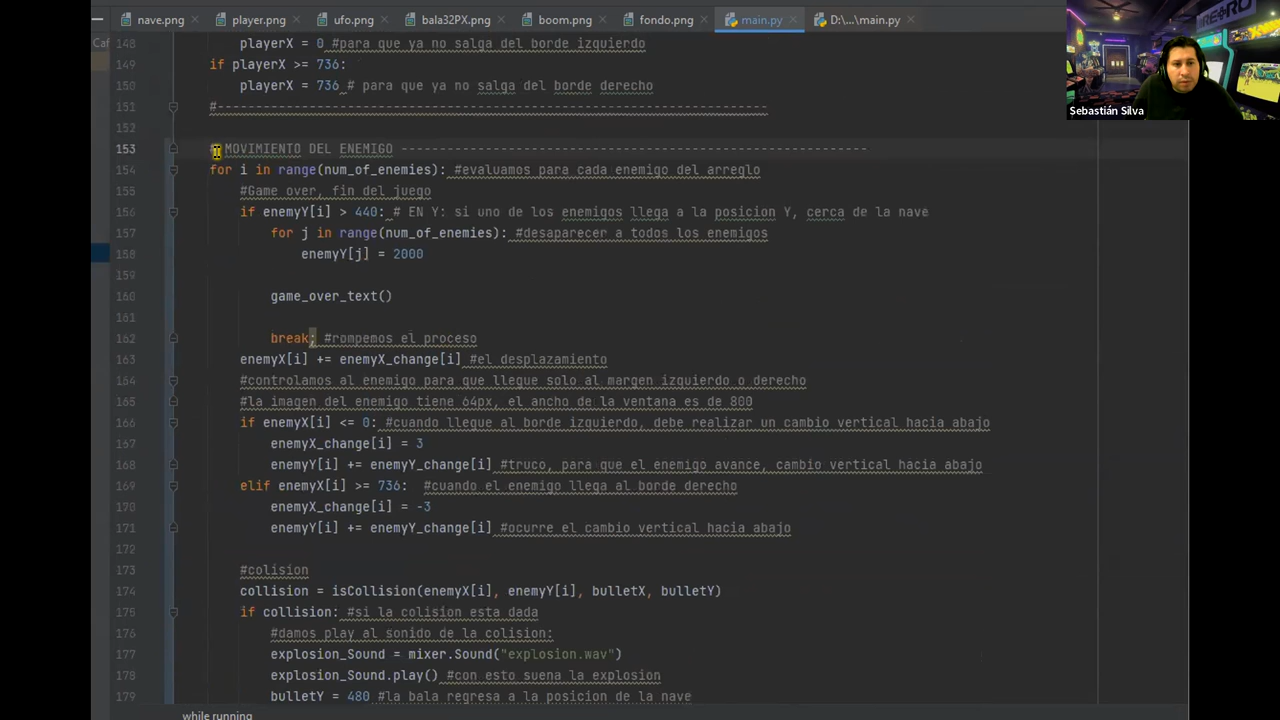 nave.png player.png ufo.png bala32PX.png boom.png fondo.png main.py D:\...\main.py
Sebastián Silva
148 playerX = 0 #para que ya no salga del borde izquierdo
149 if playerX >= 736:
150 playerX = 736 # para que ya no salga del borde derecho
151 #------------------------------------------------------------------------
152
153 MOVIMIENTO DEL ENEMIGO -------------------------------------------------------------
154 for i in range(num_of_enemies): #evaluamos para cada enemigo del arreglo
155 #Game over, fin del juego
156 if enemyY[i] > 440: # EN Y: si uno de los enemigos llega a la posicion Y, cerca de la nave
157 for j in range(num_of_enemies): #desaparecer a todos los enemigos
158 enemyY[j] = 2000
159
160 game_over_text()
162 break; #rompemos el proceso
163 enemyX[i] += enemyX_change[i] #el desplazamiento
164 #controlamos al enemigo para que llegue solo al margen izquierdo o derecho
165 #la imagen del enemigo tiene 64px, el ancho de la ventana es de 800
166 if enemyX[i] <= 0: #cuando llegue al borde izquierdo, debe realizar un cambio vertical hacia abajo
167 enemyX_change[i] = 3
168 enemyY[i] += enemyY_change[i] #truco, para que el enemigo avance, cambio vertical hacia abajo
169 elif enemyX[i] >= 736: #cuando el enemigo llega al borde derecho
170 enemyX_change[i] = -3
171 enemyY[i] += enemyY_change[i] #ocurre el cambio vertical hacia abajo
172
173 #colision
174 collision = isCollision(enemyX[i], enemyY[i], bulletX, bulletY)
175 if collision: #si la colision esta dada
176 #damos play al sonido de la colision:
177 explosion_Sound = mixer.Sound("explosion.wav")
178 explosion_Sound.play() #con esto suena la explosion
179 bulletY = 480 #la bala regresa a la posicion de la nave
while running